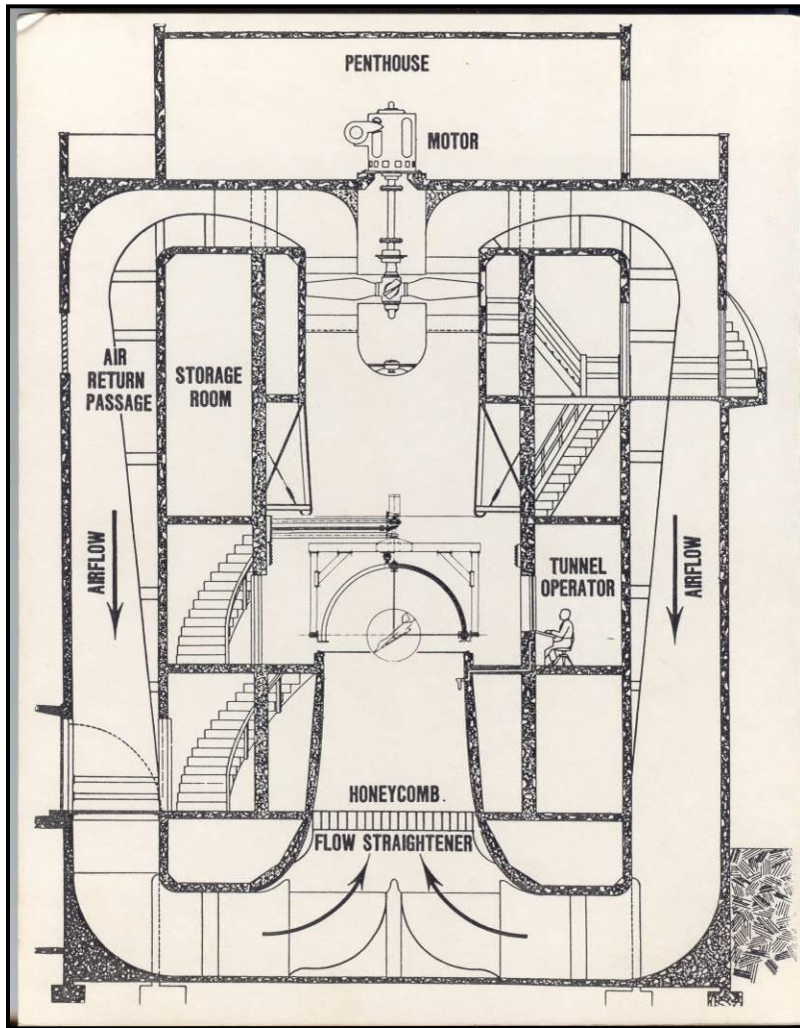 PENTHOUSE
MOTOR
AIR
RETURN
PASSAGE
STORAGE
ROOM
AIRFLOW
TUNNEL
OPERATOR
AIRFLOW
HONEYCOMB.
FLOW STRAIGHTENER